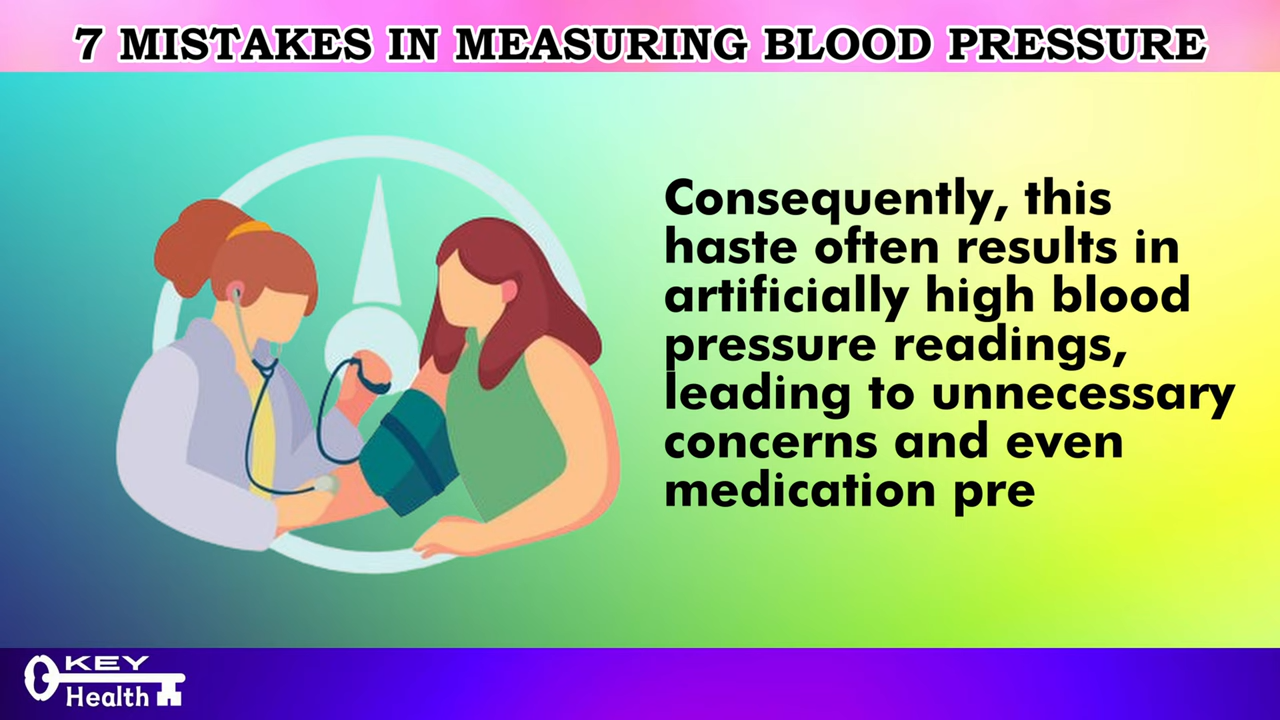 7 MISTAKES IN MEASURING BLOOD PRESSURE
Consequently, this
haste often results in
artificially high blood
pressure readings,
leading to unnecessary
concerns and even
medication pre
KEY
Health